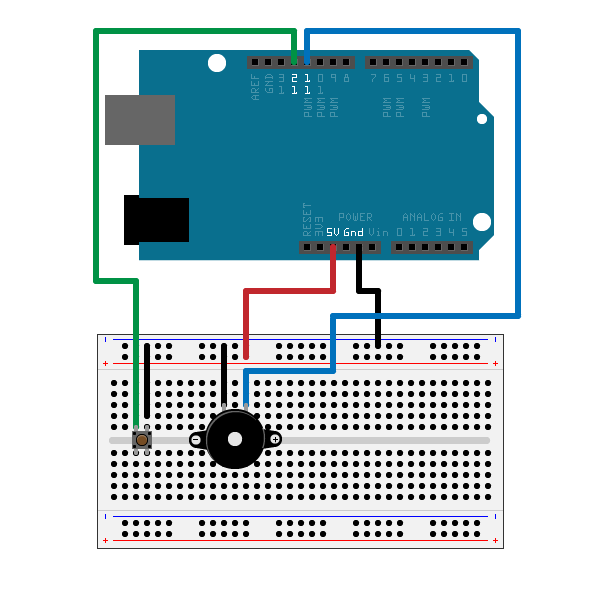 AREF GND 13 12 11 10 9 8 7 6 5 4 3 2 1 0
PWM PWM PWM PWM PWM PWM
RESET 3V3 5V Gnd Vin
POWER
ANALOG IN
0 1 2 3 4 5
- +